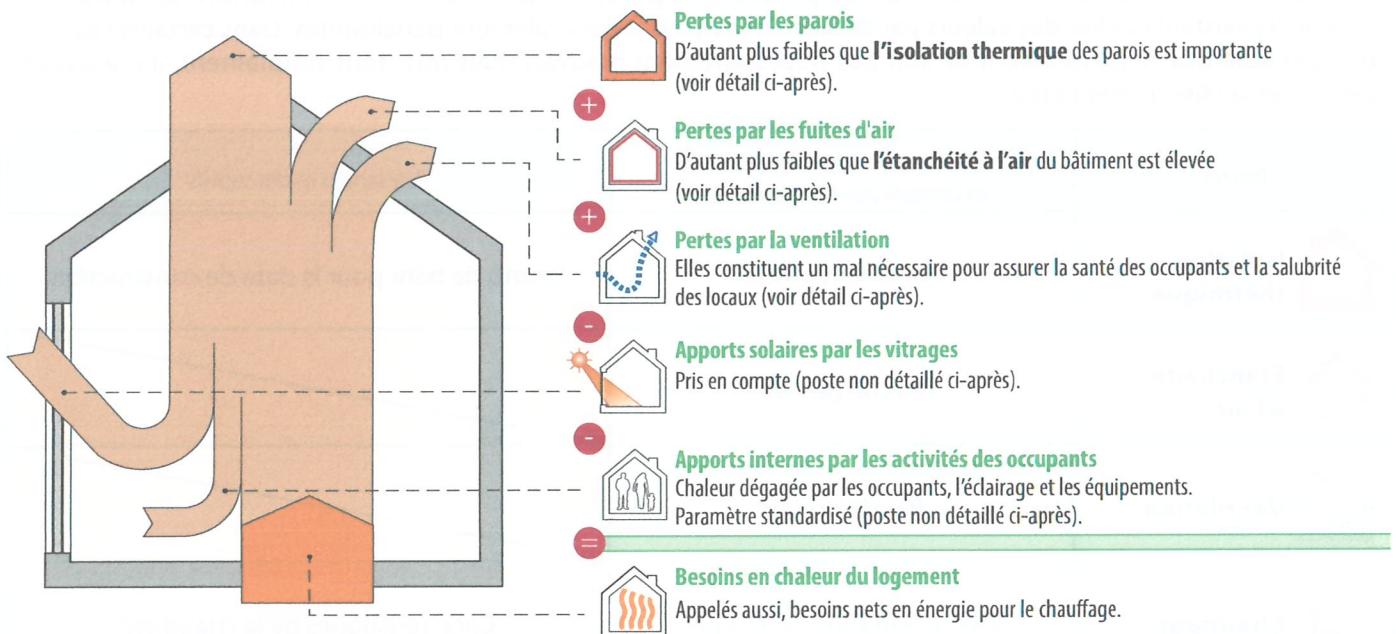 Pertes par les parois
D'autant plus faibles que l'isolation thermique des parois est importante
(voir détail ci-après).
+
Pertes par les fuites d'air
D'autant plus faibles que l'étanchéité à l'air du bâtiment est élevée
(voir détail ci-après).
+
Pertes par la ventilation
Elles constituent un mal nécessaire pour assurer la santé des occupants et la salubrité
des locaux (voir détail ci-après).
-
Apports solaires par les vitrages
Pris en compte (poste non détaillé ci-après).
-
Apports internes par les activités des occupants
Chaleur dégagée par les occupants, l'éclairage et les équipements.
Paramètre standardisé (poste non détaillé ci-après).
=
Besoins en chaleur du logement
Appelés aussi, besoins nets en énergie pour le chauffage.